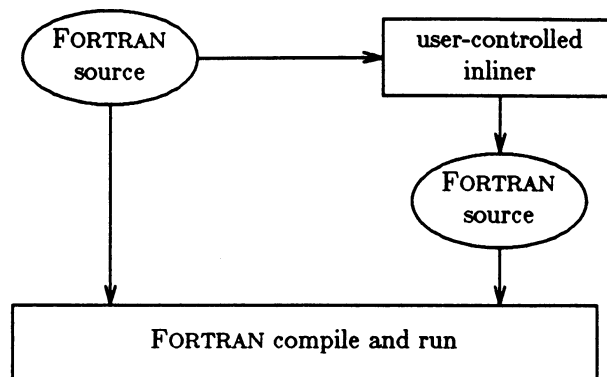 FORTRAN
source
user-controlled
inliner
FORTRAN
source
FORTRAN compile and run